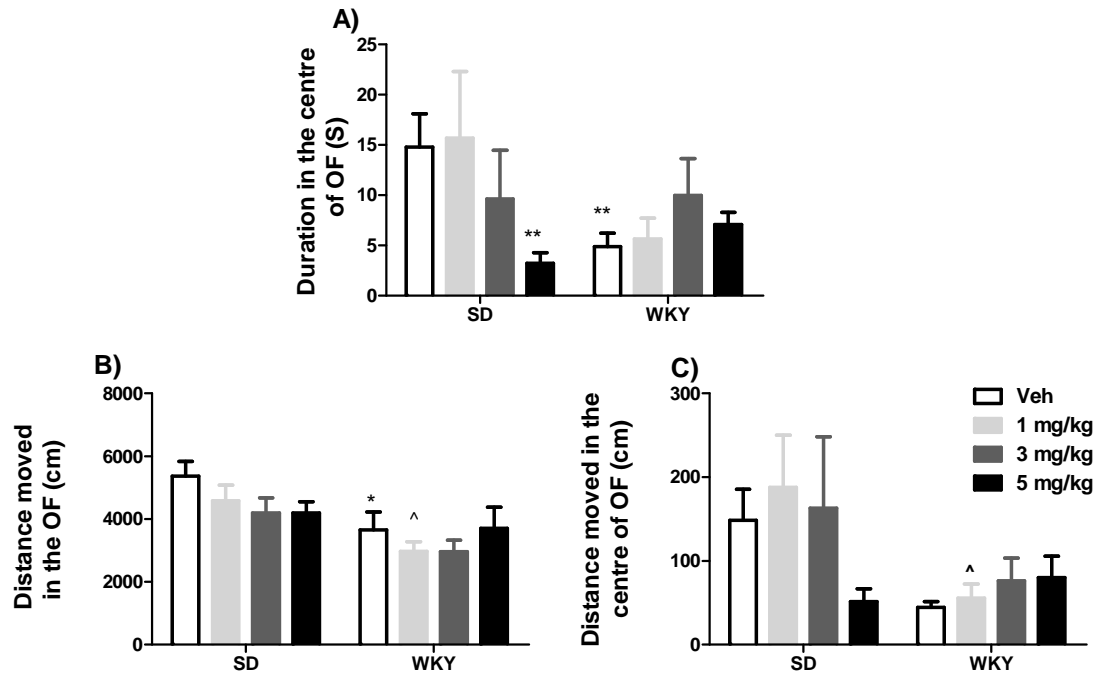 A)
Duration in the centre
of OF (S)
25
20
15
10
5
0
**
**
SD
WKY
B)
Distance moved
in the OF (cm)
8000
6000
4000
2000
0
*
^
SD
WKY
C)
Distance moved in the
centre of OF (cm)
300
200
100
0
^
SD
WKY
Veh
1 mg/kg
3 mg/kg
5 mg/kg